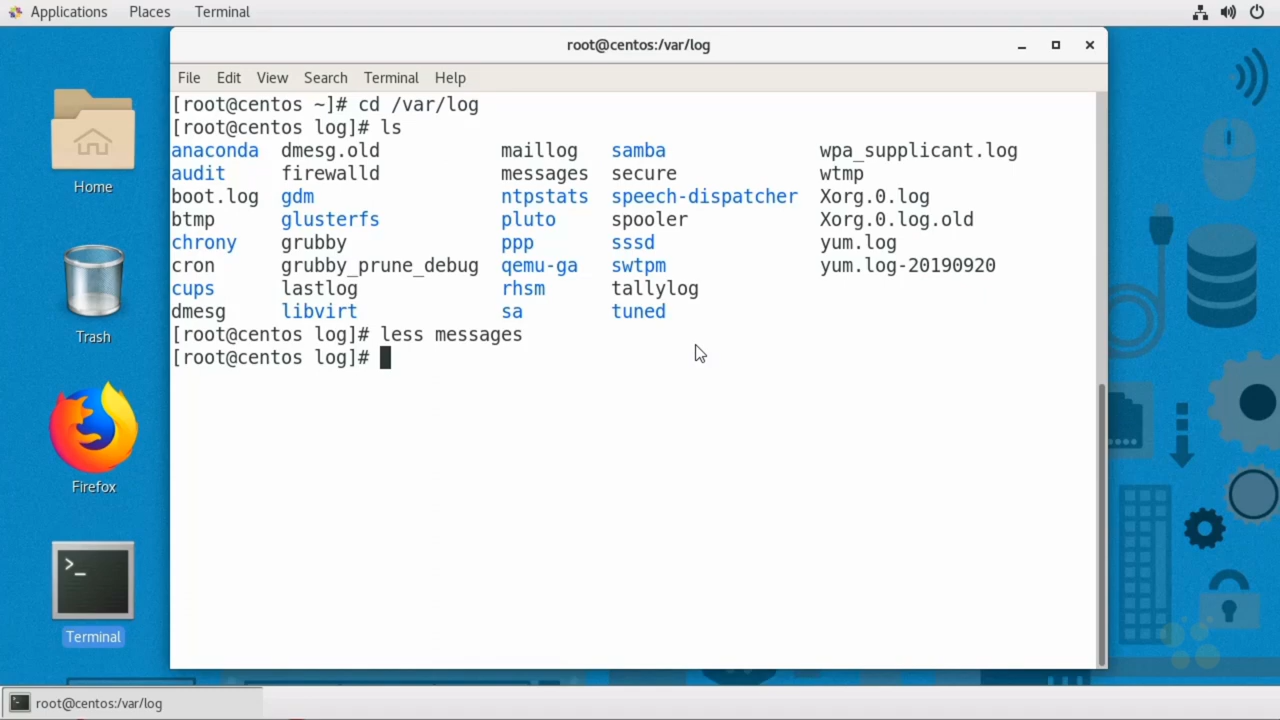 Applications Places Terminal
root@centos:/var/log
File Edit View Search Terminal Help
[root@centos ~]# cd /var/log
[root@centos log]# ls
anaconda dmesg.old maillog samba wpa_supplicant.log
audit firewalld messages secure wtmp
boot.log gdm ntpstats speech-dispatcher Xorg.0.log
btmp glusterfs pluto spooler Xorg.0.log.old
chrony grubby ppp sssd yum.log
cron grubby_prune_debug qemu-ga swtpm yum.log-20190920
cups lastlog rhsm tallylog
dmesg libvirt sa tuned
[root@centos log]# less messages
[root@centos log]#
Home
Trash
Firefox
Terminal
root@centos:/var/log